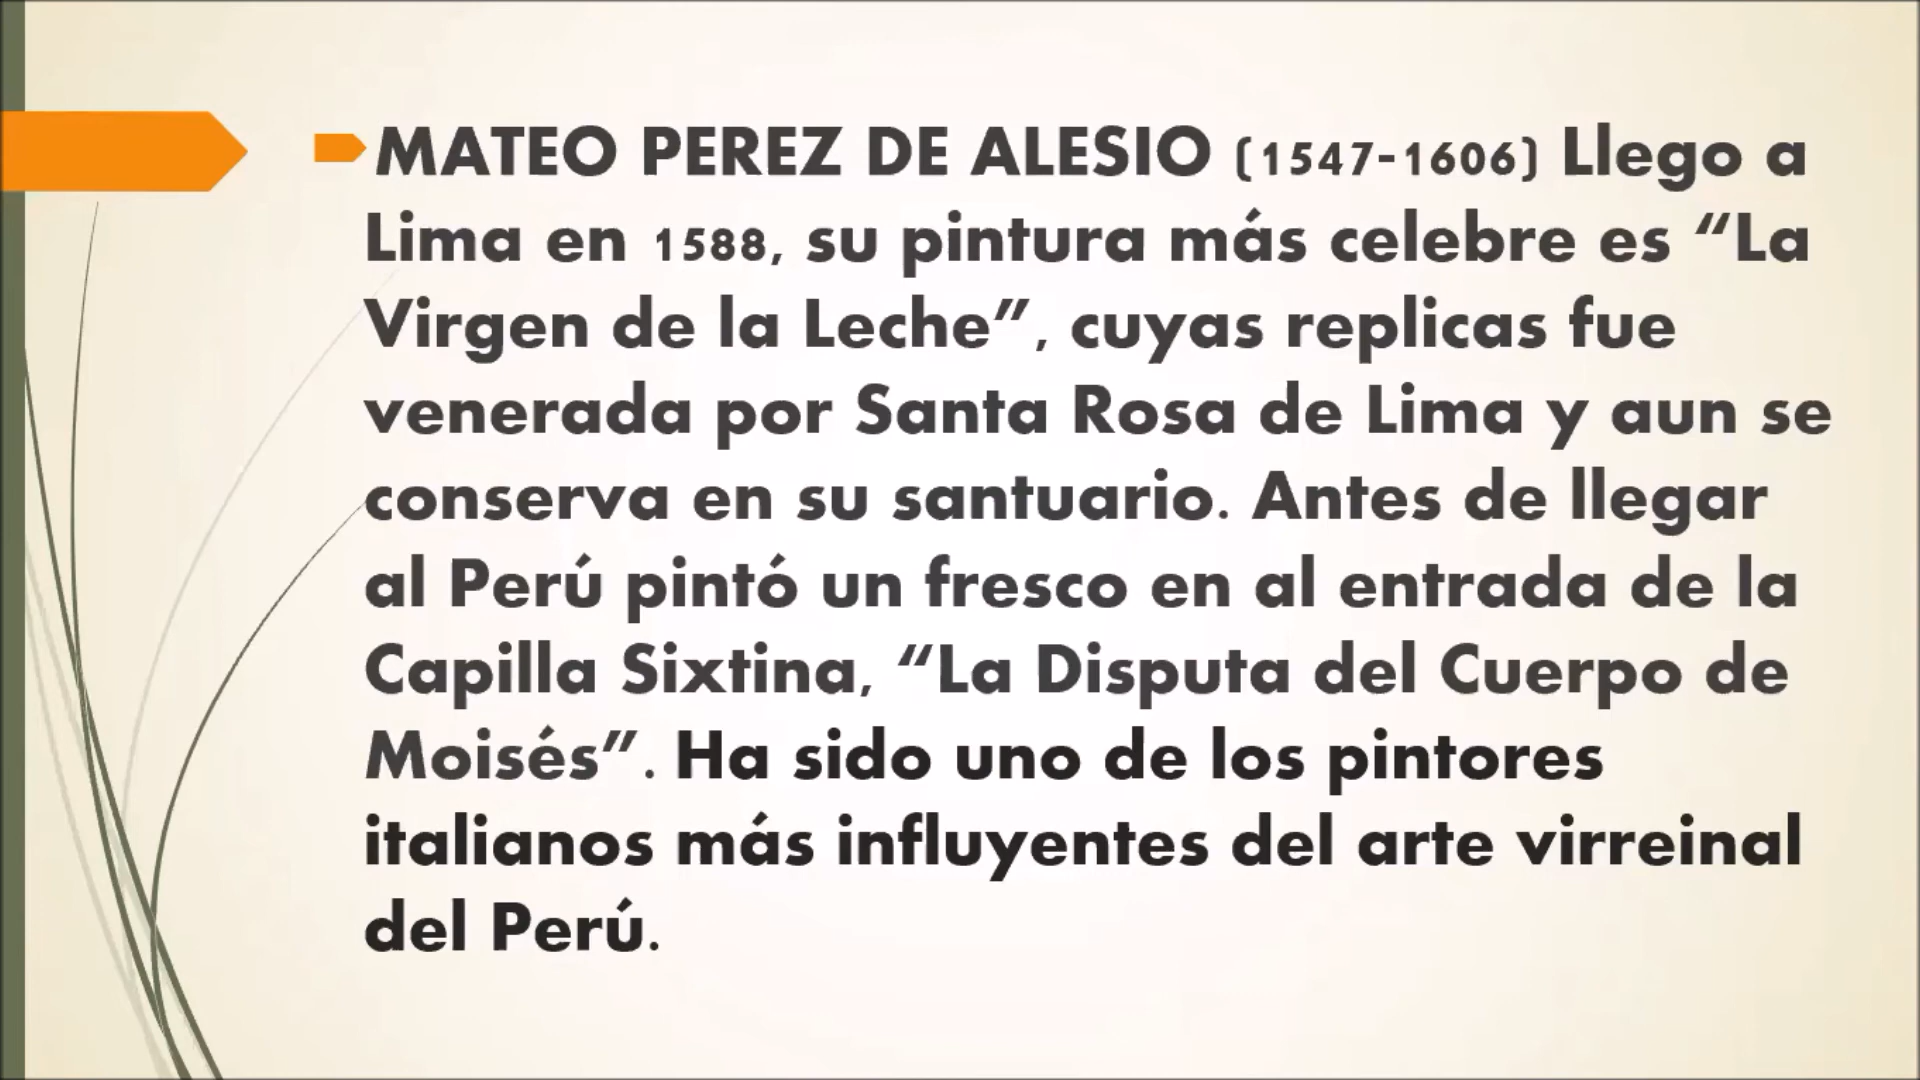 MATEO PEREZ DE ALESIO (1547-1606) Llego a
Lima en 1588, su pintura más celebre es “La
Virgen de la Leche”, cuyas replicas fue
venerada por Santa Rosa de Lima y aun se
conserva en su santuario. Antes de llegar
al Perú pintó un fresco en al entrada de la
Capilla Sixtina, “La Disputa del Cuerpo de
Moisés”. Ha sido uno de los pintores
italianos más influyentes del arte virreinal
del Perú.